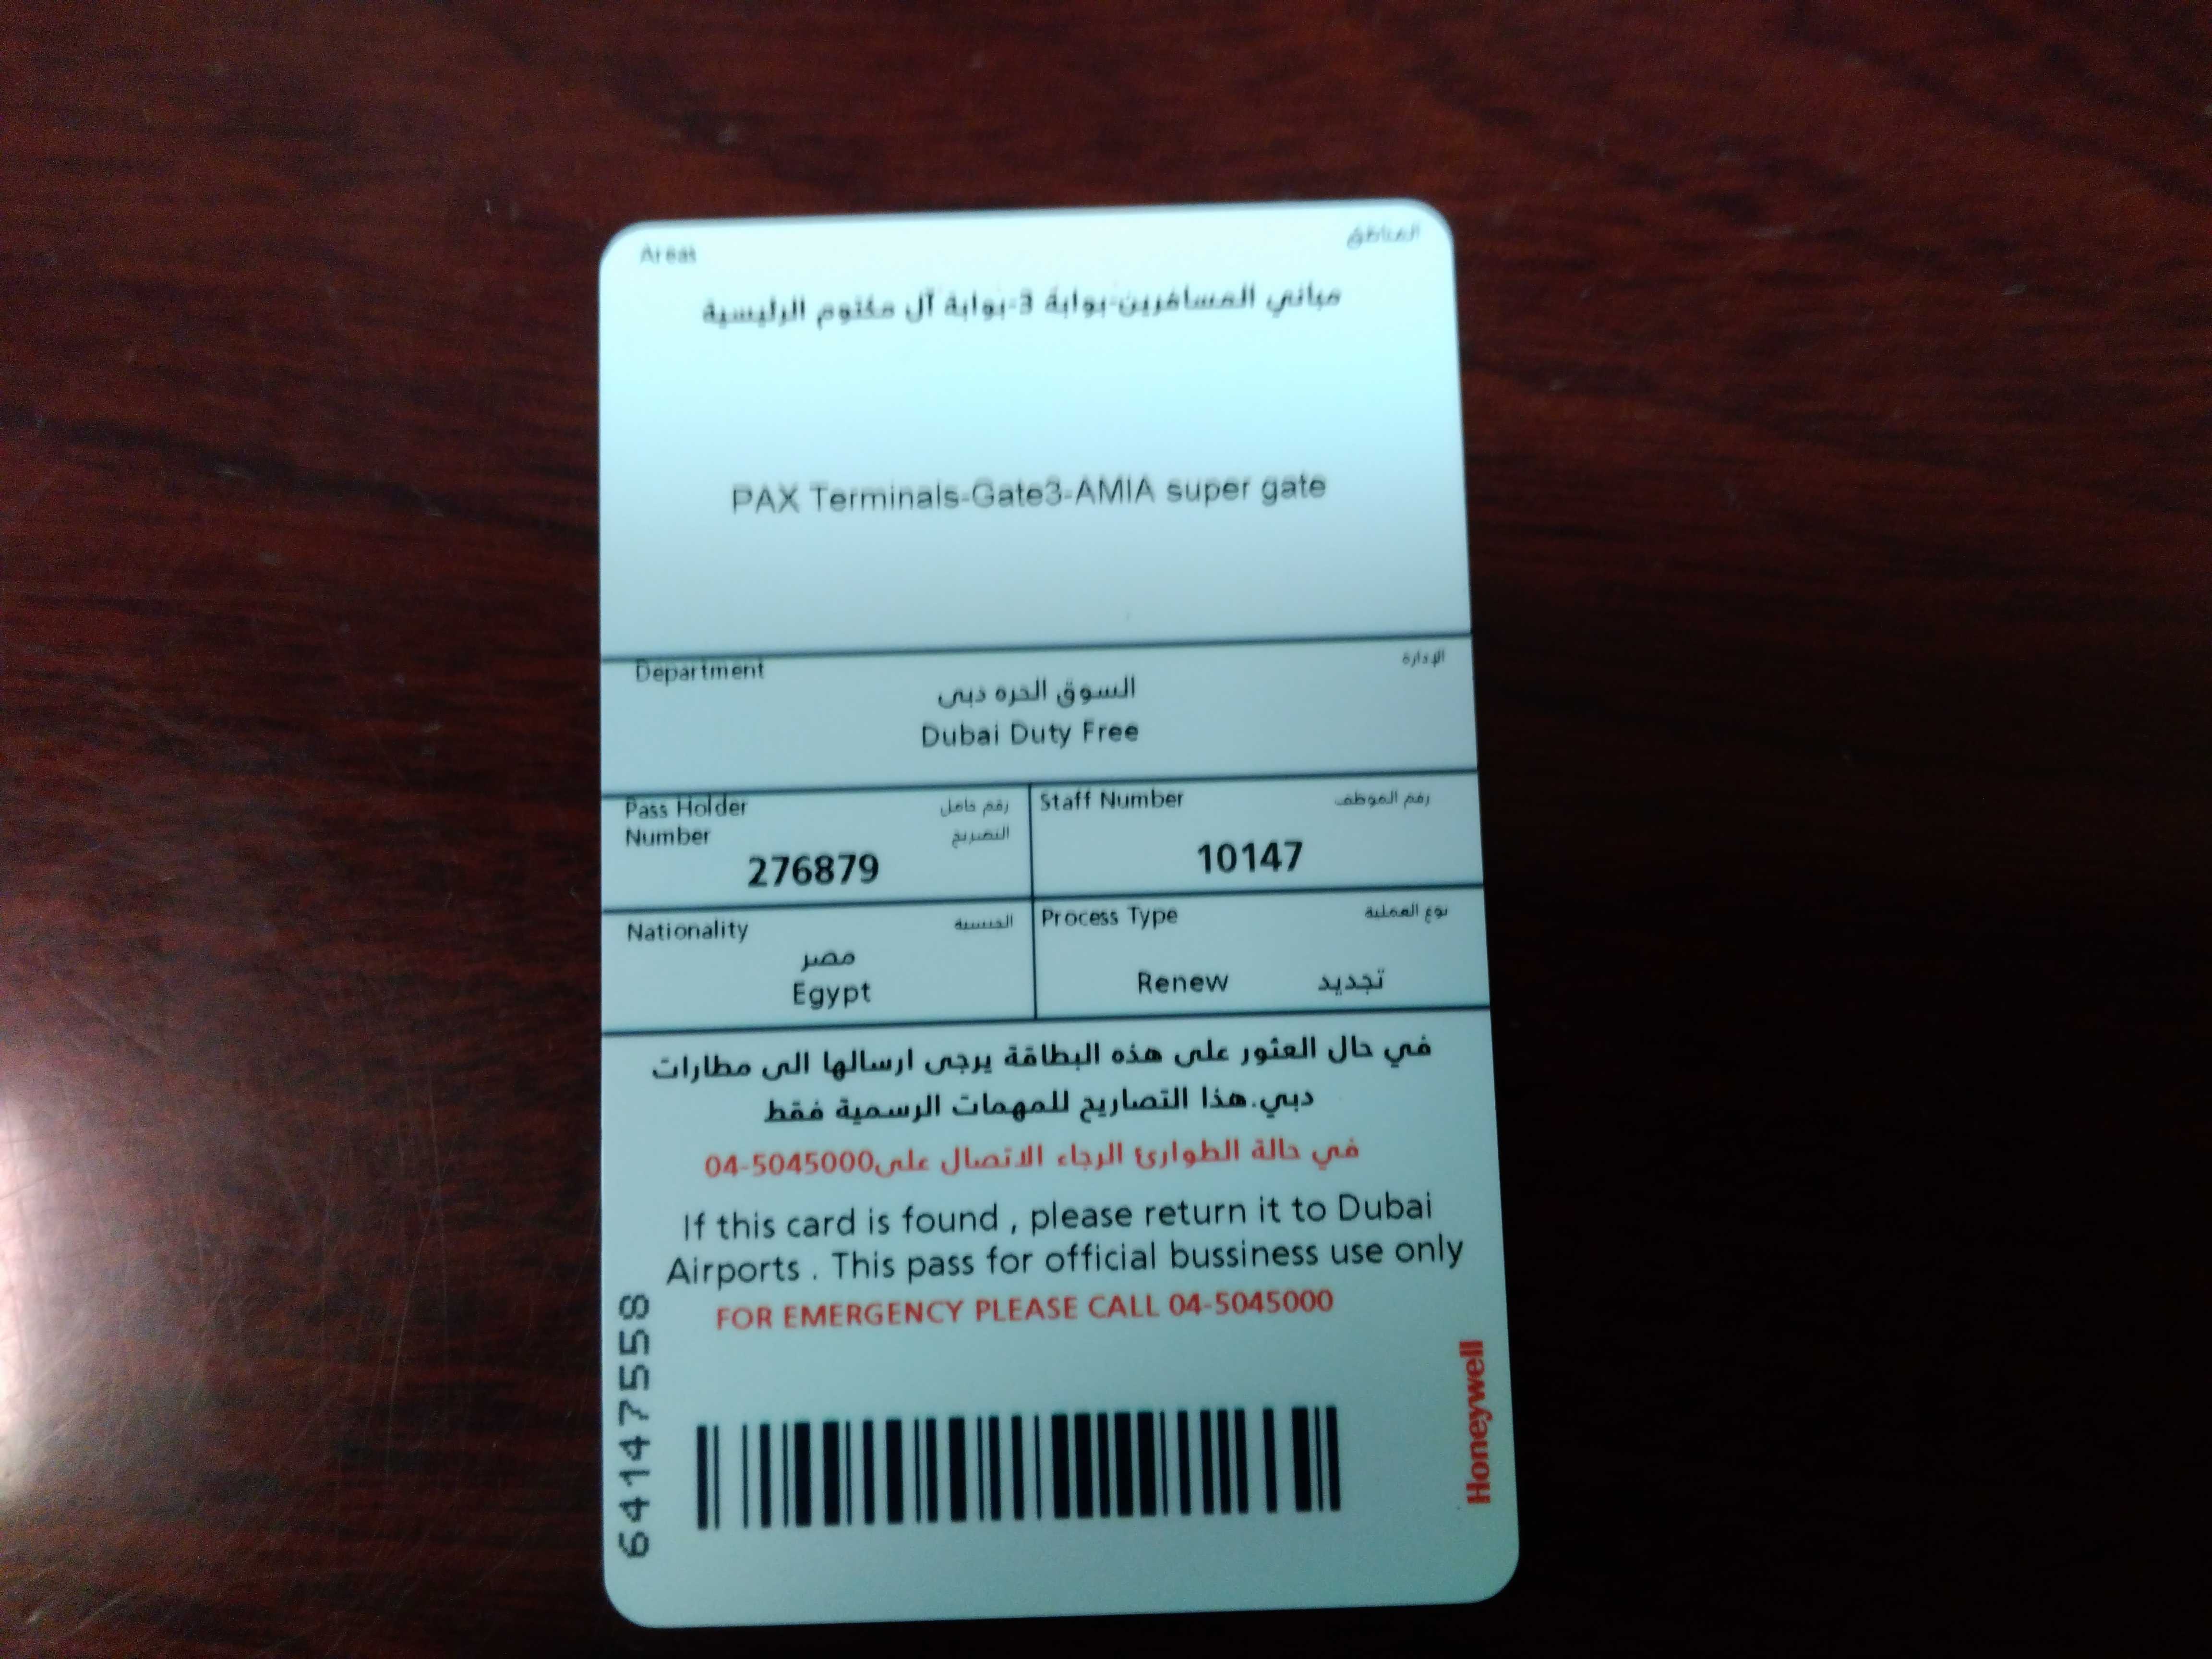 Areas المناطق
مباني المسافرين-بوابة 3-بوابة آل مكتوم الرئيسية
PAX Terminals-Gate3-AMIA super gate
Department الإدارة
السوق الحره دبى
Dubai Duty Free
Pass Holder Number رقم حامل التصريح
276879
Staff Number رقم الموظف
10147
Nationality الجنسية
مصر
Egypt
Process Type نوع العملية
Renew تجديد
في حال العثور على هذه البطاقة يرجى ارسالها الى مطارات
دبي.هذا التصاريح للمهمات الرسمية فقط
في حالة الطوارئ الرجاء الاتصال على04-5045000
If this card is found , please return it to Dubai
Airports . This pass for official bussiness use only
FOR EMERGENCY PLEASE CALL 04-5045000
64147558
Honeywell